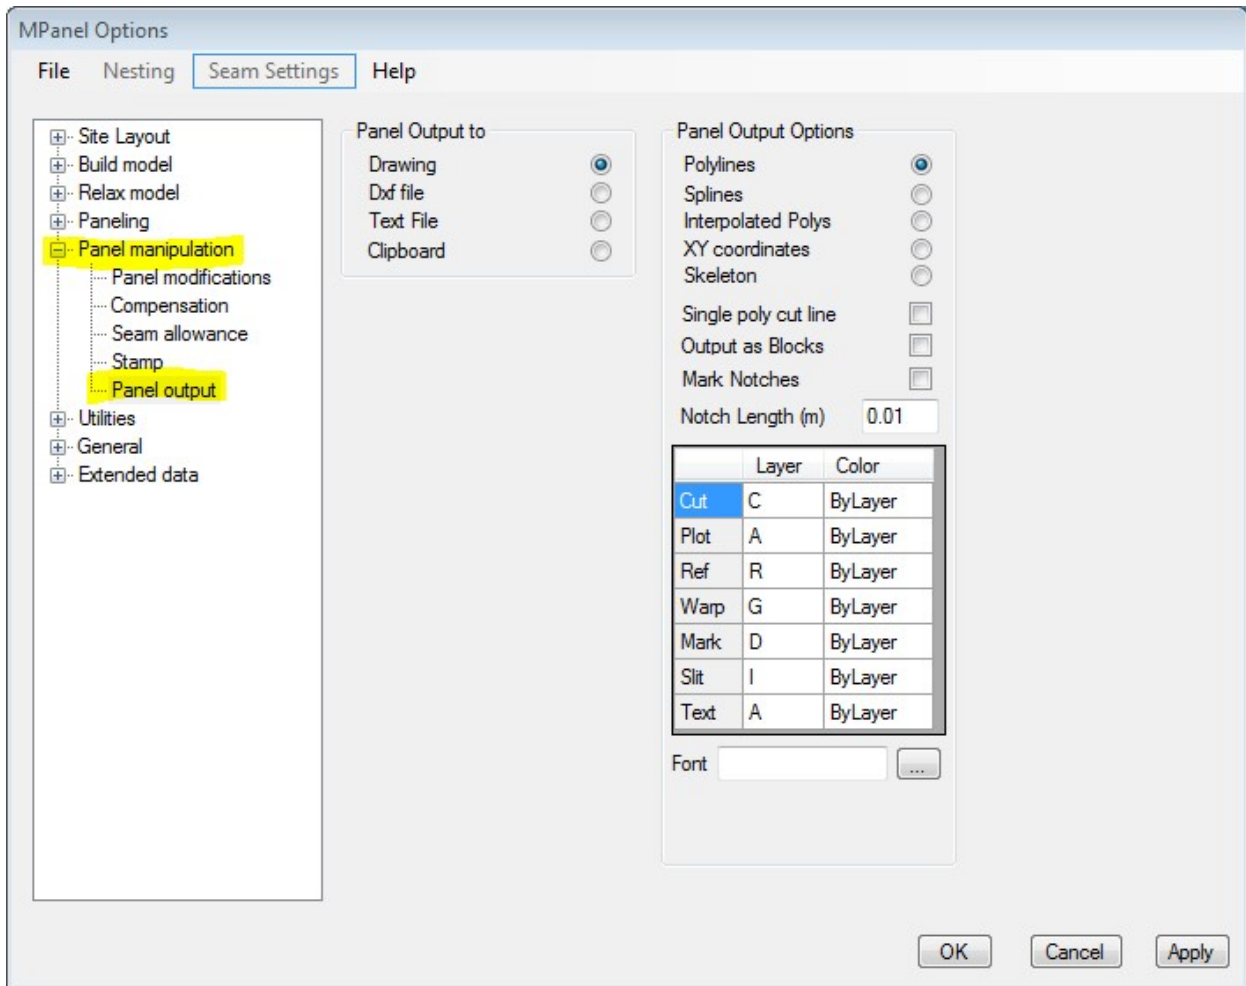 MPanel Options
File Nesting Seam Settings Help
Site Layout
Build model
Relax model
Paneling
Panel manipulation
Panel modifications
Compensation
Seam allowance
Stamp
Panel output
Utilities
General
Extended data
Panel Output to
Drawing
Dxf file
Text File
Clipboard
Panel Output Options
Polylines
Splines
Interpolated Polys
XY coordinates
Skeleton
Single poly cut line
Output as Blocks
Mark Notches
Notch Length (m) 0.01
Layer Color
Cut C ByLayer
Plot A ByLayer
Ref R ByLayer
Warp G ByLayer
Mark D ByLayer
Slit I ByLayer
Text A ByLayer
Font ...
OK Cancel Apply